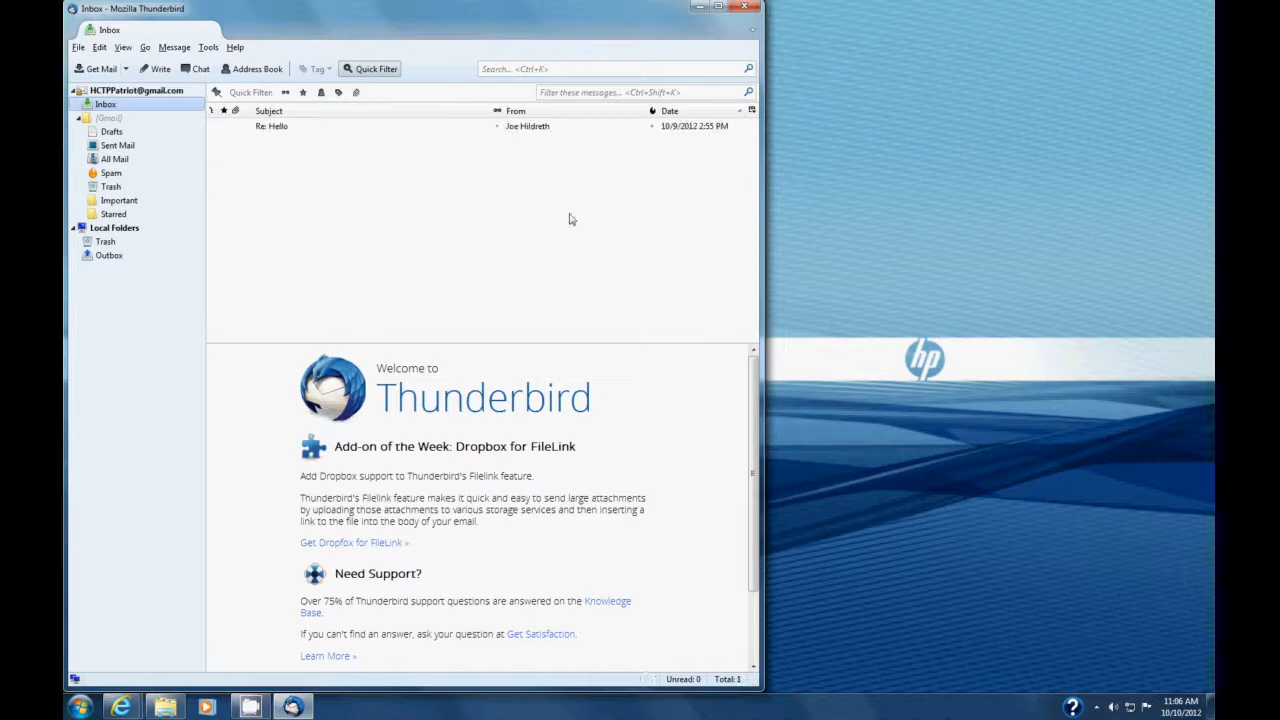 Inbox - Mozilla Thunderbird
Inbox
File Edit View Go Message Tools Help
Get Mail Write Chat Address Book Tag Quick Filter Search... <Ctrl+K>
HCTPPatriot@gmail.com Quick Filter: Filter these messages... <Ctrl+Shift+K>
Inbox Subject From Date
[Gmail] Re: Hello Joe Hildreth 10/9/2012 2:55 PM
Drafts
Sent Mail
All Mail
Spam
Trash
Important
Starred
Local Folders
Trash
Outbox
hp
Welcome to
Thunderbird
Add-on of the Week: Dropbox for FileLink
Add Dropbox support to Thunderbird's Filelink feature.
Thunderbird's Filelink feature makes it quick and easy to send large attachments
by uploading those attachments to various storage services and then inserting a
link to the file into the body of your email.
Get Dropfox for FileLink »
Need Support?
Over 75% of Thunderbird support questions are answered on the Knowledge
Base.
If you can't find an answer, ask your question at Get Satisfaction.
Learn More »
Unread: 0 Total: 1
11:06 AM
10/10/2012